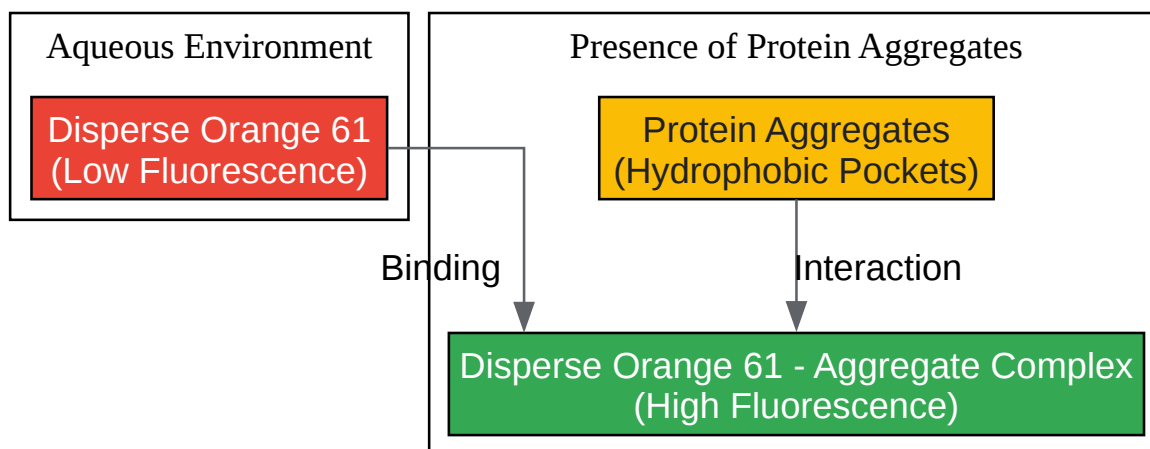 Aqueous Environment
Disperse Orange 61
(Low Fluorescence)
Presence of Protein Aggregates
Protein Aggregates
(Hydrophobic Pockets)
Binding
Interaction
Disperse Orange 61 - Aggregate Complex
(High Fluorescence)